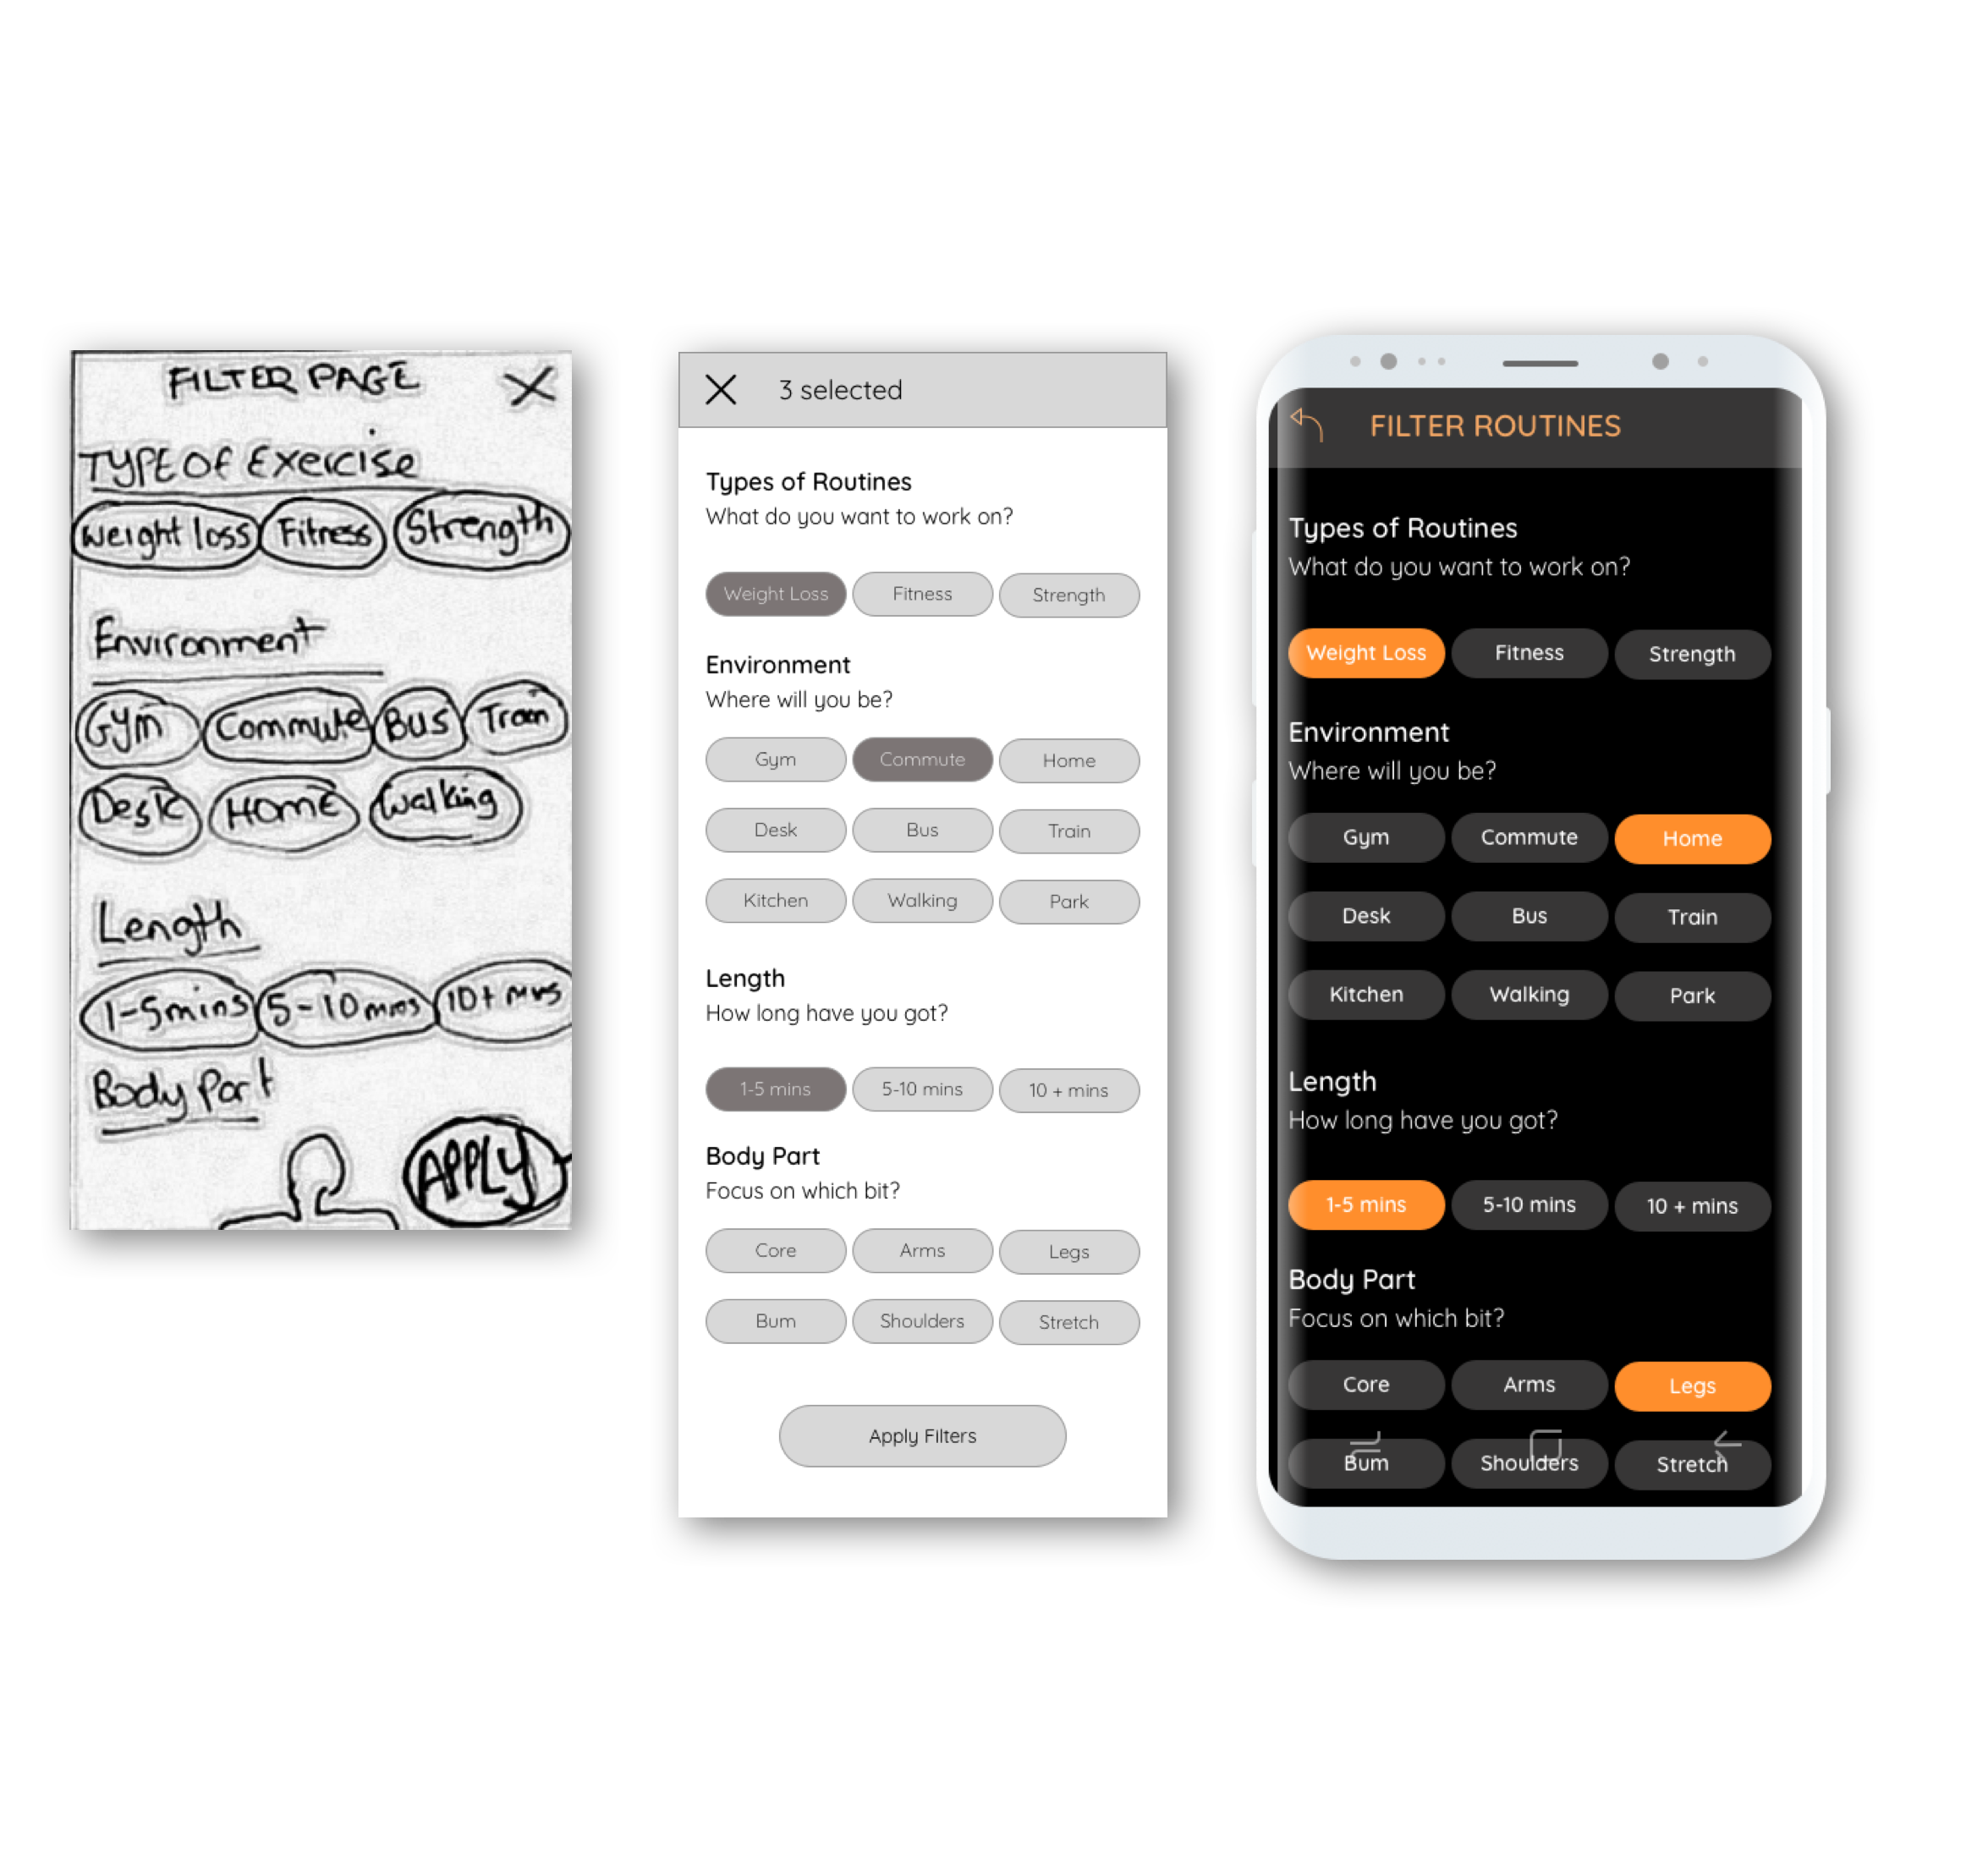 FILTER PAGE X
TYPE OF Exercise
Weight loss Fitness Strength
Environment
Gym Commute Bus Train
Desk Home Walking
Length
1-5mins 5-10 mins 10+ mins
Body Part
APPLY
3 selected
Types of Routines
What do you want to work on?
Weight Loss Fitness Strength
Environment
Where will you be?
Gym Commute Home
Desk Bus Train
Kitchen Walking Park
Length
How long have you got?
1-5 mins 5-10 mins 10 + mins
Body Part
Focus on which bit?
Core Arms Legs
Bum Shoulders Stretch
Apply Filters
FILTER ROUTINES
Types of Routines
What do you want to work on?
Weight Loss Fitness Strength
Environment
Where will you be?
Gym Commute Home
Desk Bus Train
Kitchen Walking Park
Length
How long have you got?
1-5 mins 5-10 mins 10 + mins
Body Part
Focus on which bit?
Core Arms Legs
Bum Shoulders Stretch